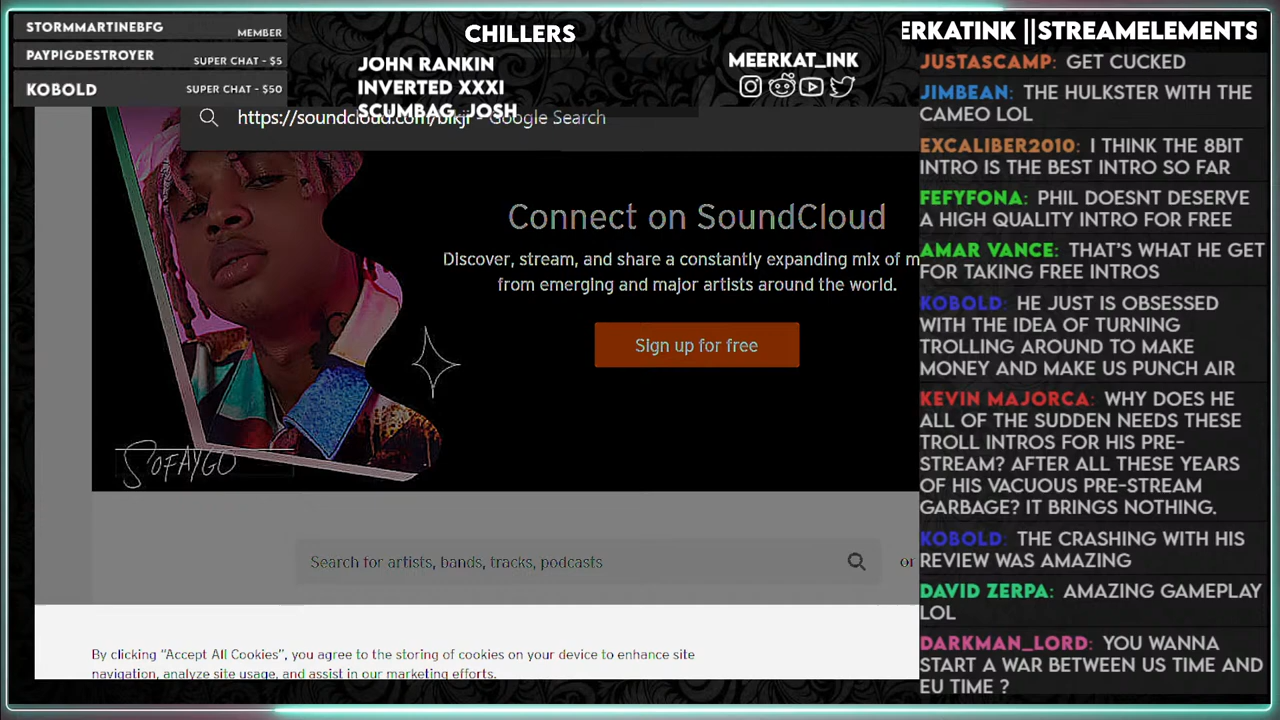 STORMMARTINEBFG
MEMBER
PAYPIGDESTROYER
SUPER CHAT - $5
KOBOLD
SUPER CHAT - $50
CHILLERS
JOHN RANKIN
INVERTED XXXI
SCUMBAG_JOSH
MEERKAT_INK
ERKATINK ||STREAMELEMENTS
https://soundcloud.com/bikjr - Google Search
Connect on SoundCloud
Discover, stream, and share a constantly expanding mix of m
from emerging and major artists around the world.
Sign up for free
SOFAYGO
Search for artists, bands, tracks, podcasts
or
By clicking “Accept All Cookies”, you agree to the storing of cookies on your device to enhance site
navigation, analyze site usage, and assist in our marketing efforts.
JUSTASCAMP: GET CUCKED
JIMBEAN: THE HULKSTER WITH THE
CAMEO LOL
EXCALIBER2010: I THINK THE 8BIT
INTRO IS THE BEST INTRO SO FAR
FEFYFONA: PHIL DOESNT DESERVE
A HIGH QUALITY INTRO FOR FREE
AMAR VANCE: THAT'S WHAT HE GET
FOR TAKING FREE INTROS
KOBOLD: HE JUST IS OBSESSED
WITH THE IDEA OF TURNING
TROLLING AROUND TO MAKE
MONEY AND MAKE US PUNCH AIR
KEVIN MAJORCA: WHY DOES HE
ALL OF THE SUDDEN NEEDS THESE
TROLL INTROS FOR HIS PRE-
STREAM? AFTER ALL THESE YEARS
OF HIS VACUOUS PRE-STREAM
GARBAGE? IT BRINGS NOTHING.
KOBOLD: THE CRASHING WITH HIS
REVIEW WAS AMAZING
DAVID ZERPA: AMAZING GAMEPLAY
LOL
DARKMAN_LORD: YOU WANNA
START A WAR BETWEEN US TIME AND
EU TIME ?